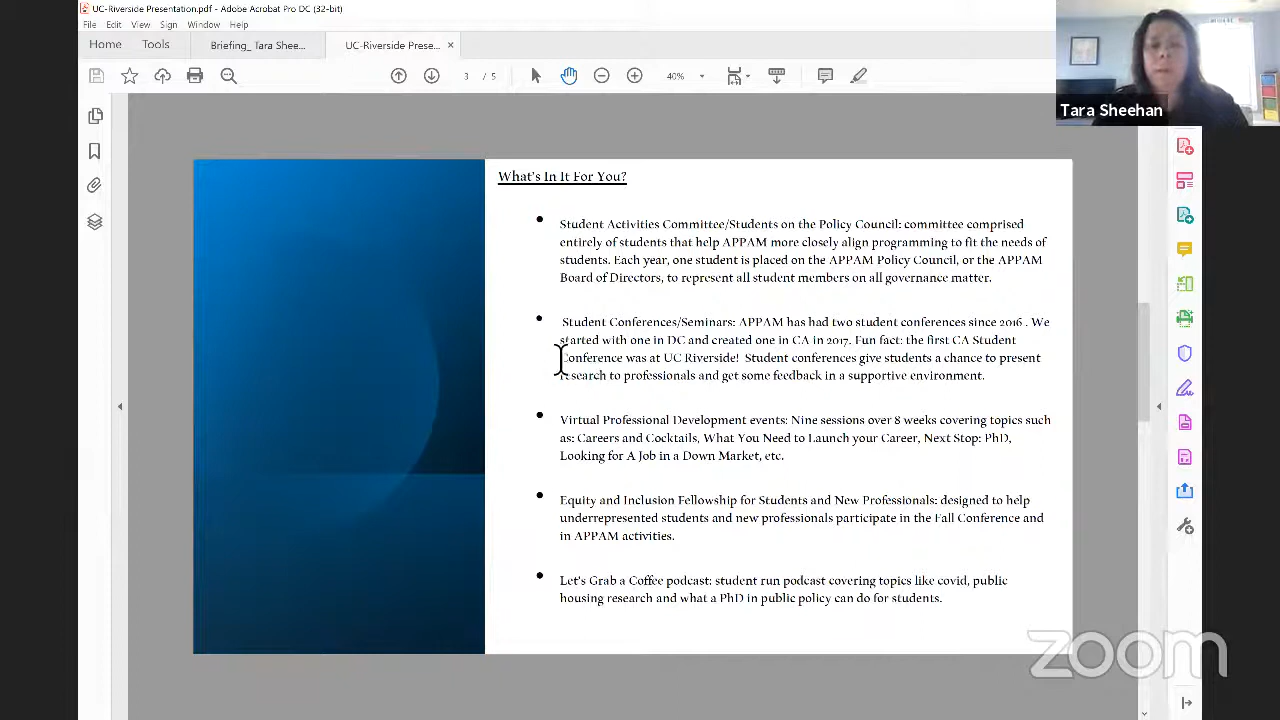 UC-Riverside Presentation.pdf - Adobe Acrobat Pro DC (32-bit)
File Edit View Sign Window Help
Home Tools Briefing_ Tara Shee... UC-Riverside Prese... ×
3 / 5 40%
Tara Sheehan
What's In It For You?
• Student Activities Committee/Students on the Policy Council: committee comprised
entirely of students that help APPAM more closely align programming to fit the needs of
students. Each year, one student is placed on the APPAM Policy Council, or the APPAM
Board of Directors, to represent all student members on all governance matter.
• Student Conferences/Seminars: APPAM has had two student conferences since 2016 . We
started with one in DC and created one in CA in 2017. Fun fact: the first CA Student
Conference was at UC Riverside! Student conferences give students a chance to present
research to professionals and get some feedback in a supportive environment.
• Virtual Professional Development events: Nine sessions over 8 weeks covering topics such
as: Careers and Cocktails, What You Need to Launch your Career, Next Stop: PhD,
Looking for A Job in a Down Market, etc.
• Equity and Inclusion Fellowship for Students and New Professionals: designed to help
underrepresented students and new professionals participate in the Fall Conference and
in APPAM activities.
• Let's Grab a Coffee podcast: student run podcast covering topics like covid, public
housing research and what a PhD in public policy can do for students.
zoom